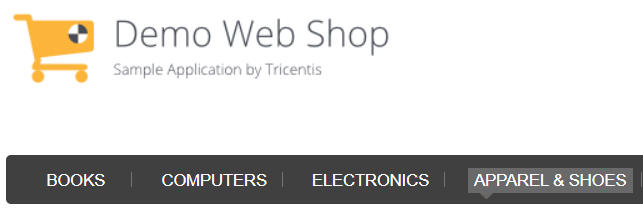 Demo Web Shop
Sample Application by Tricentis
BOOKS COMPUTERS ELECTRONICS APPAREL & SHOES